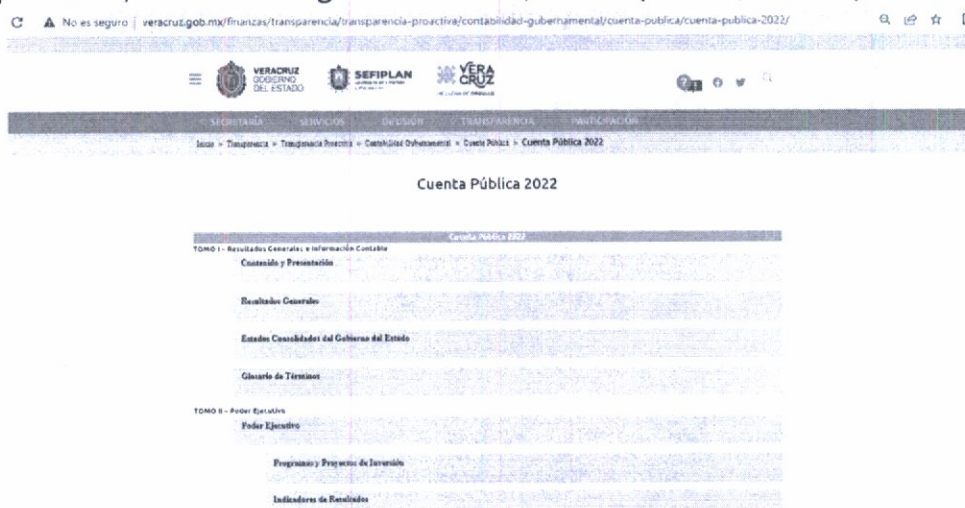 No es seguro veracruz.gob.mx/finanzas/transparencia/transparencia-proactiva/contabilidad-gubernamental/cuenta-publica/cuenta-publica-2022/
VERACRUZ
GOBIERNO
DEL ESTADO
SEFIPLAN
VERA
CRUZ
SECRETARÍA SERVICIOS DIFUSIÓN TRANSPARENCIA PARTICIPACIÓN
Inicio » Transparencia » Transparencia Proactiva » Contabilidad Gubernamental » Cuenta Pública » Cuenta Pública 2022
Cuenta Pública 2022
Cuenta Pública 2022
TOMO I - Resultados Generales e Información Contable
Contenido y Presentación
Resultados Generales
Estados Consolidados del Gobierno del Estado
Glosario de Términos
TOMO II - Poder Ejecutivo
Poder Ejecutivo
Programas y Proyectos de Inversión
Indicadores de Resultados